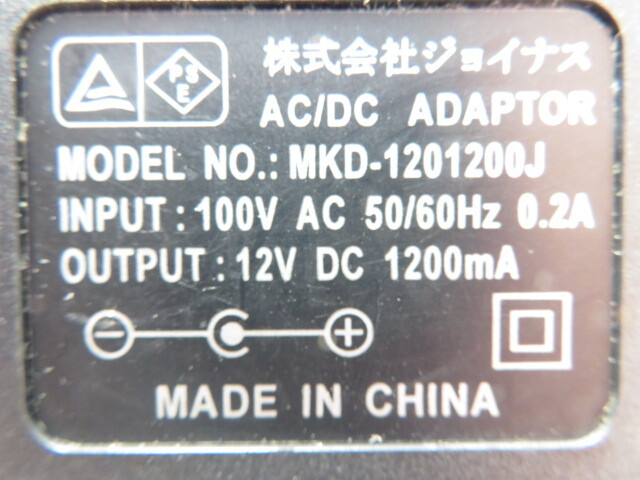 株式会社ジョイナス
PSE
AC/DC ADAPTOR
MODEL NO.: MKD-1201200J
INPUT : 100V AC 50/60Hz 0.2A
OUTPUT : 12V DC 1200mA
MADE IN CHINA